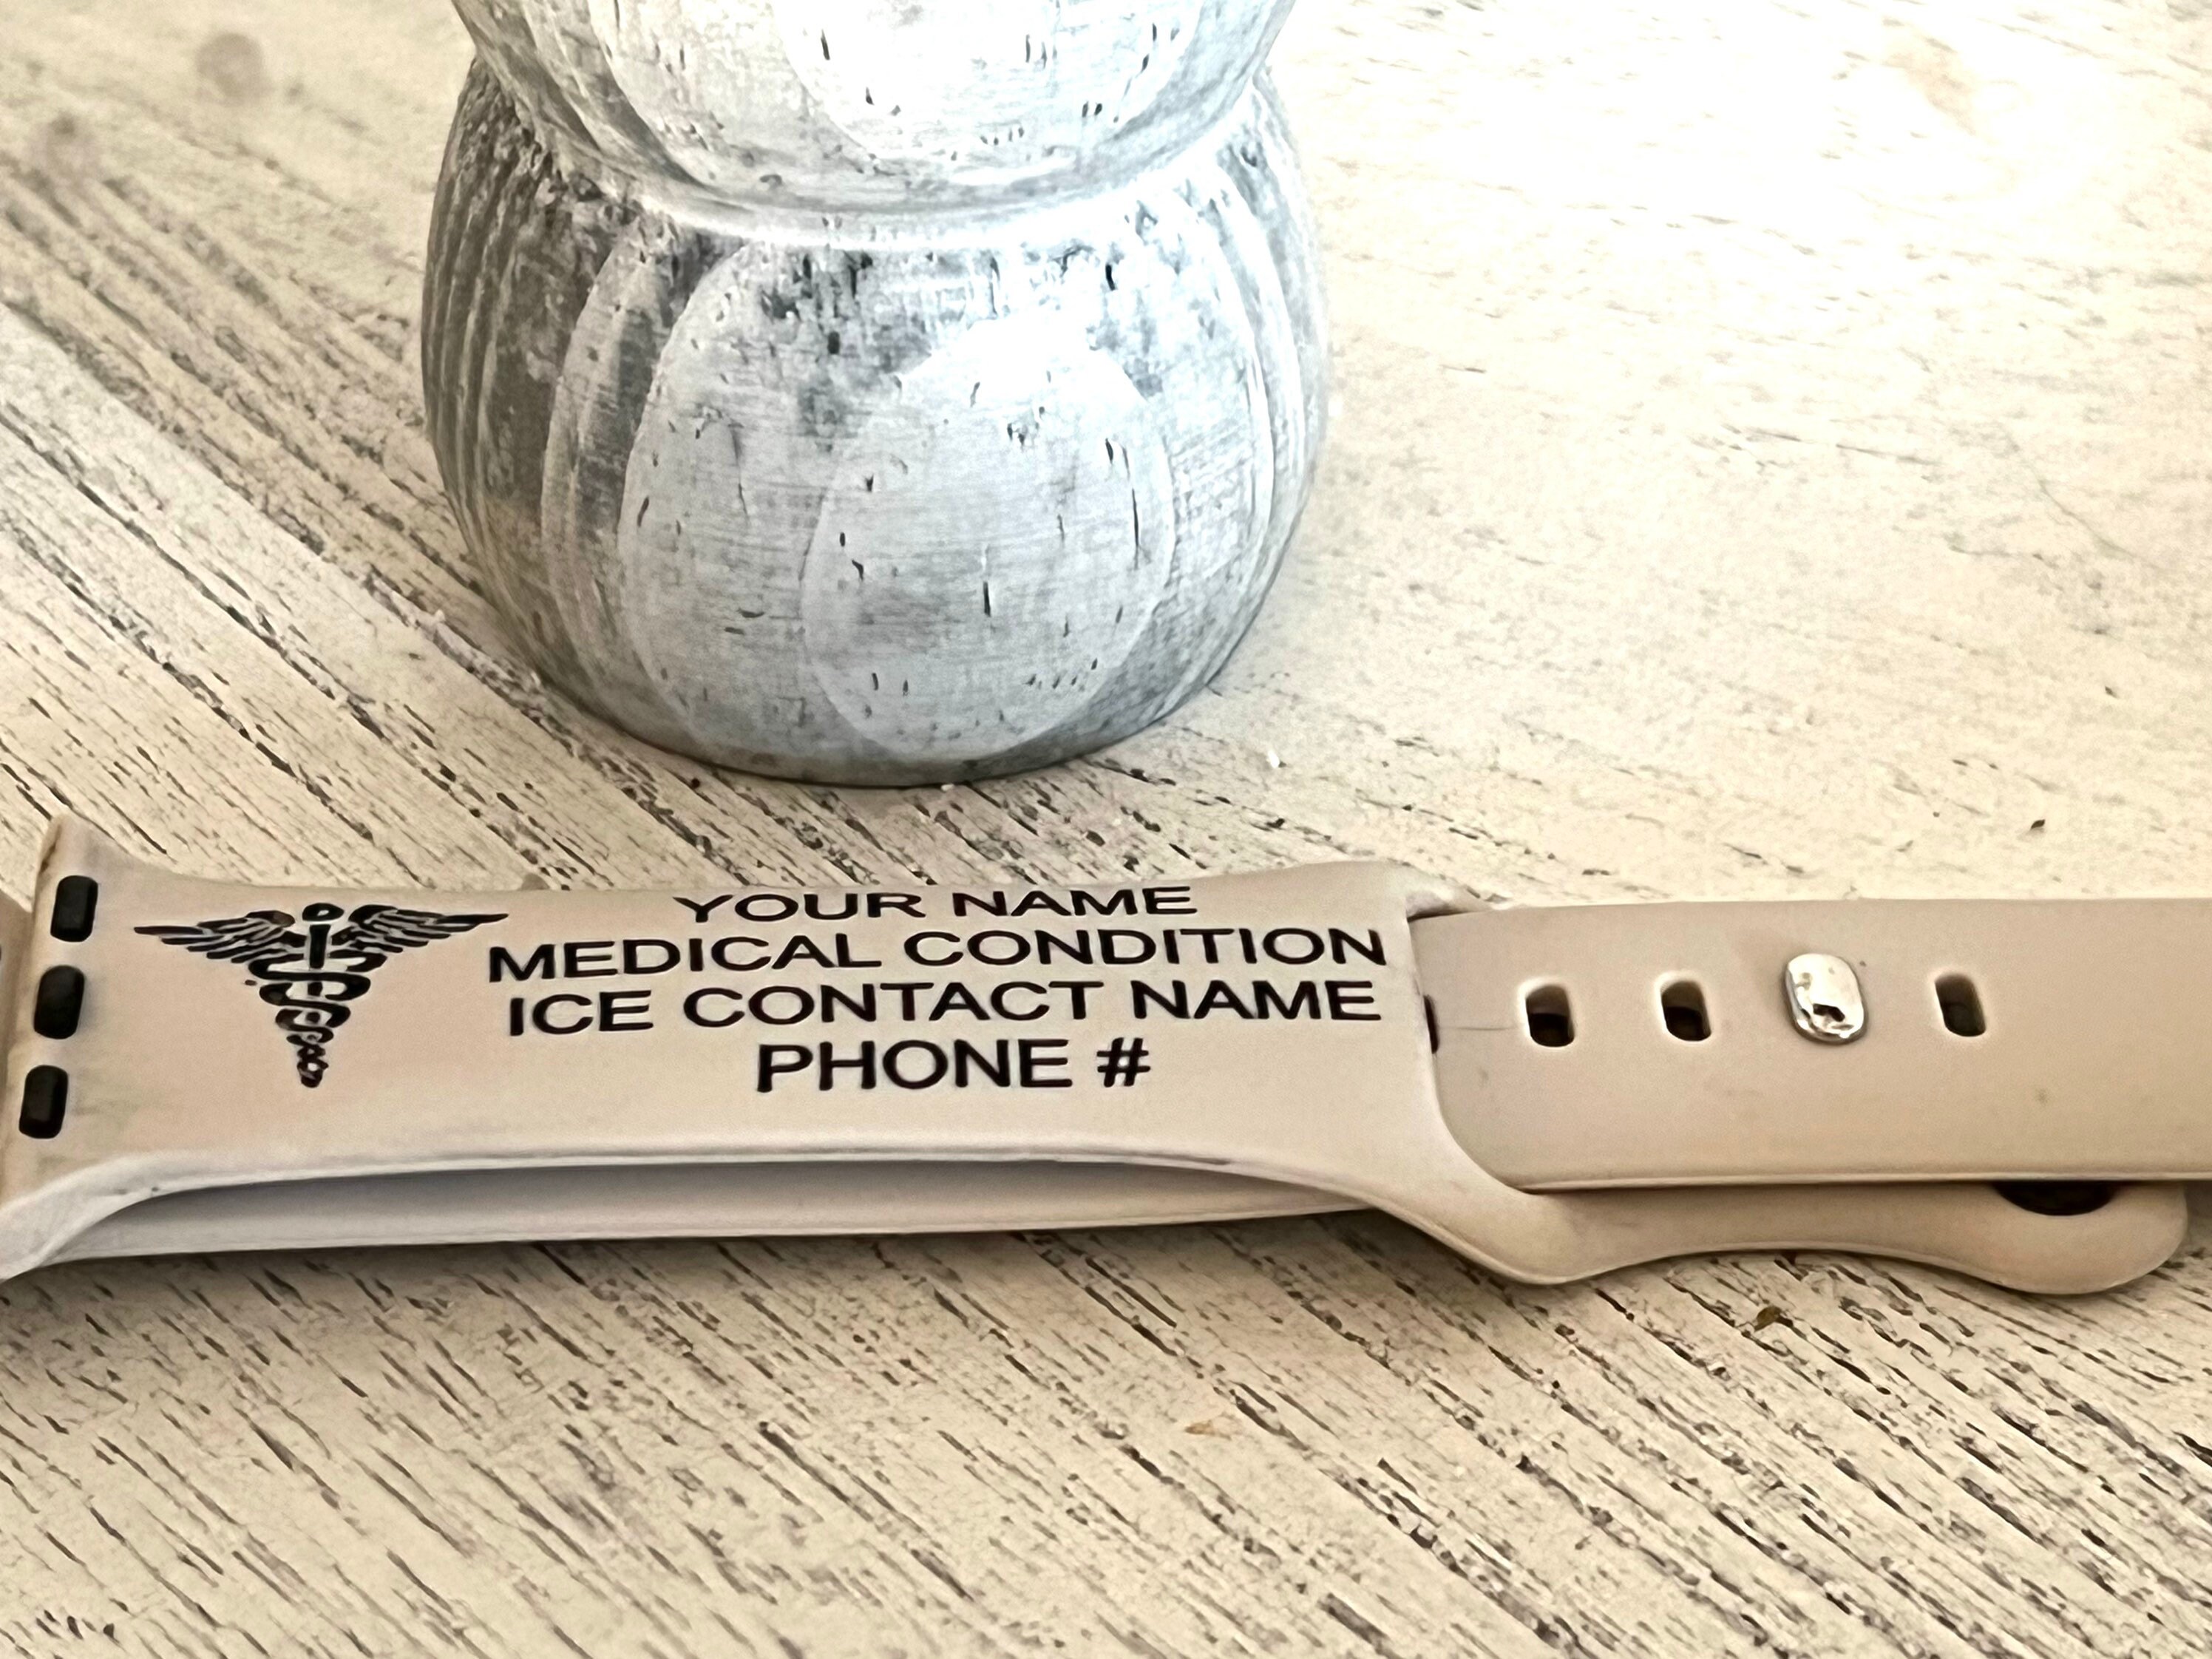 YOUR NAME
MEDICAL CONDITION
ICE CONTACT NAME
PHONE #